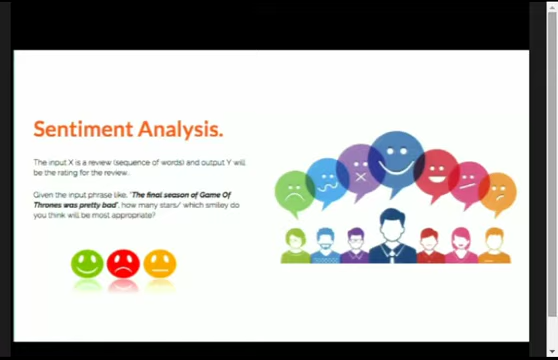 Sentiment Analysis.
The input X is a review (sequence of words) and output Y will
be the rating for the review.
Given the input phrase like, "The final season of Game Of
Thrones was pretty bad", how many stars/ which smiley do
you think will be most appropriate?